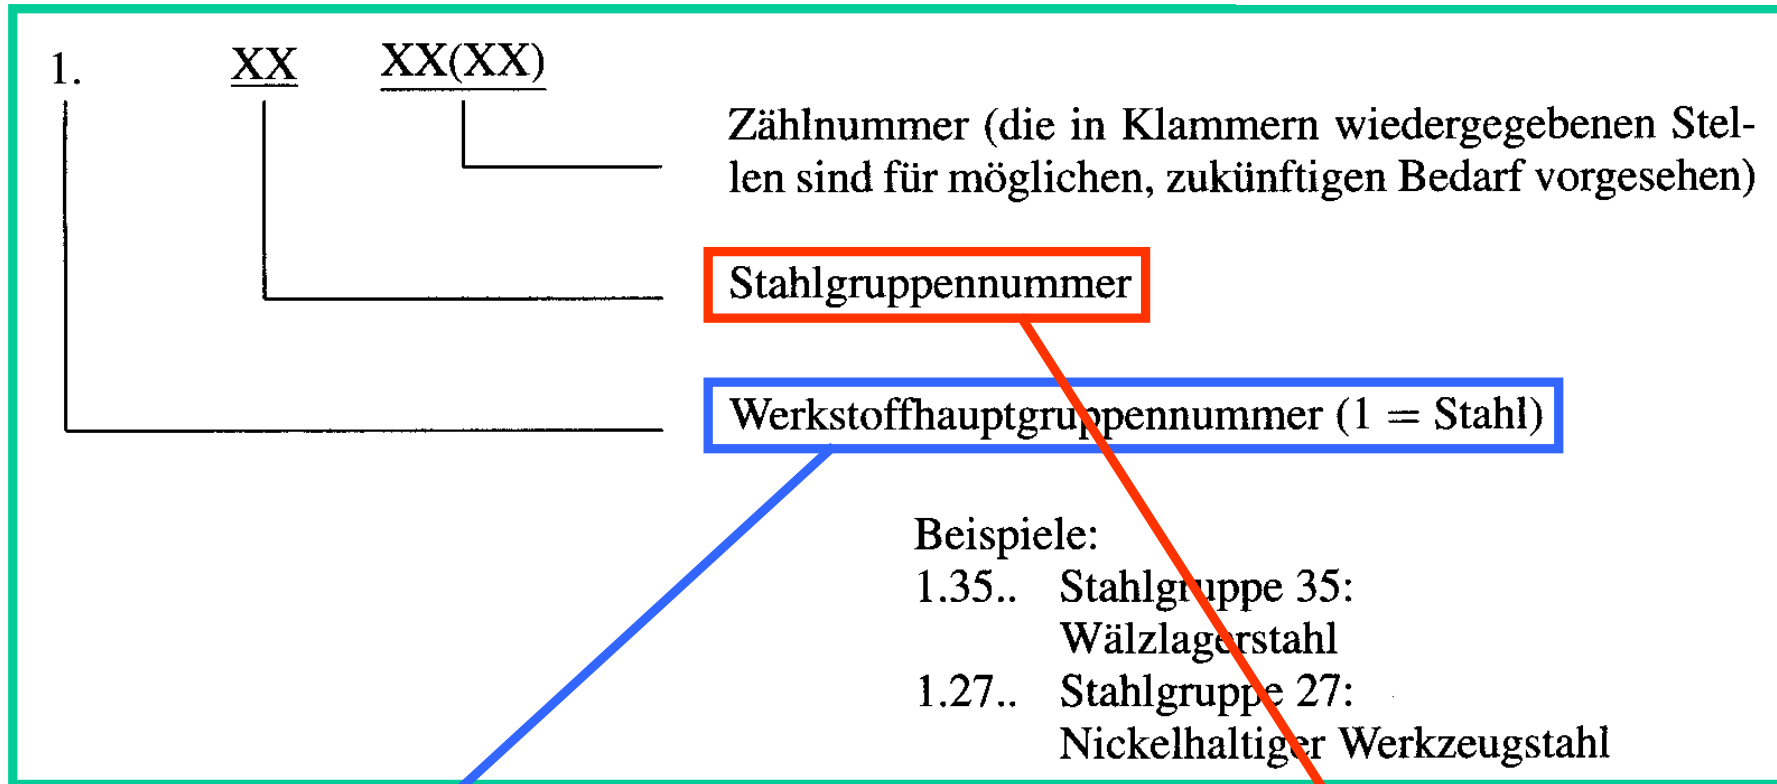 1. XX XX(XX)
Zählnummer (die in Klammern wiedergegebenen Stel-
len sind für möglichen, zukünftigen Bedarf vorgesehen)
Stahlgruppennummer
Werkstoffhauptgruppennummer (1 = Stahl)
Beispiele:
1.35.. Stahlgruppe 35:
Wälzlagerstahl
1.27.. Stahlgruppe 27:
Nickelhaltiger Werkzeugstahl